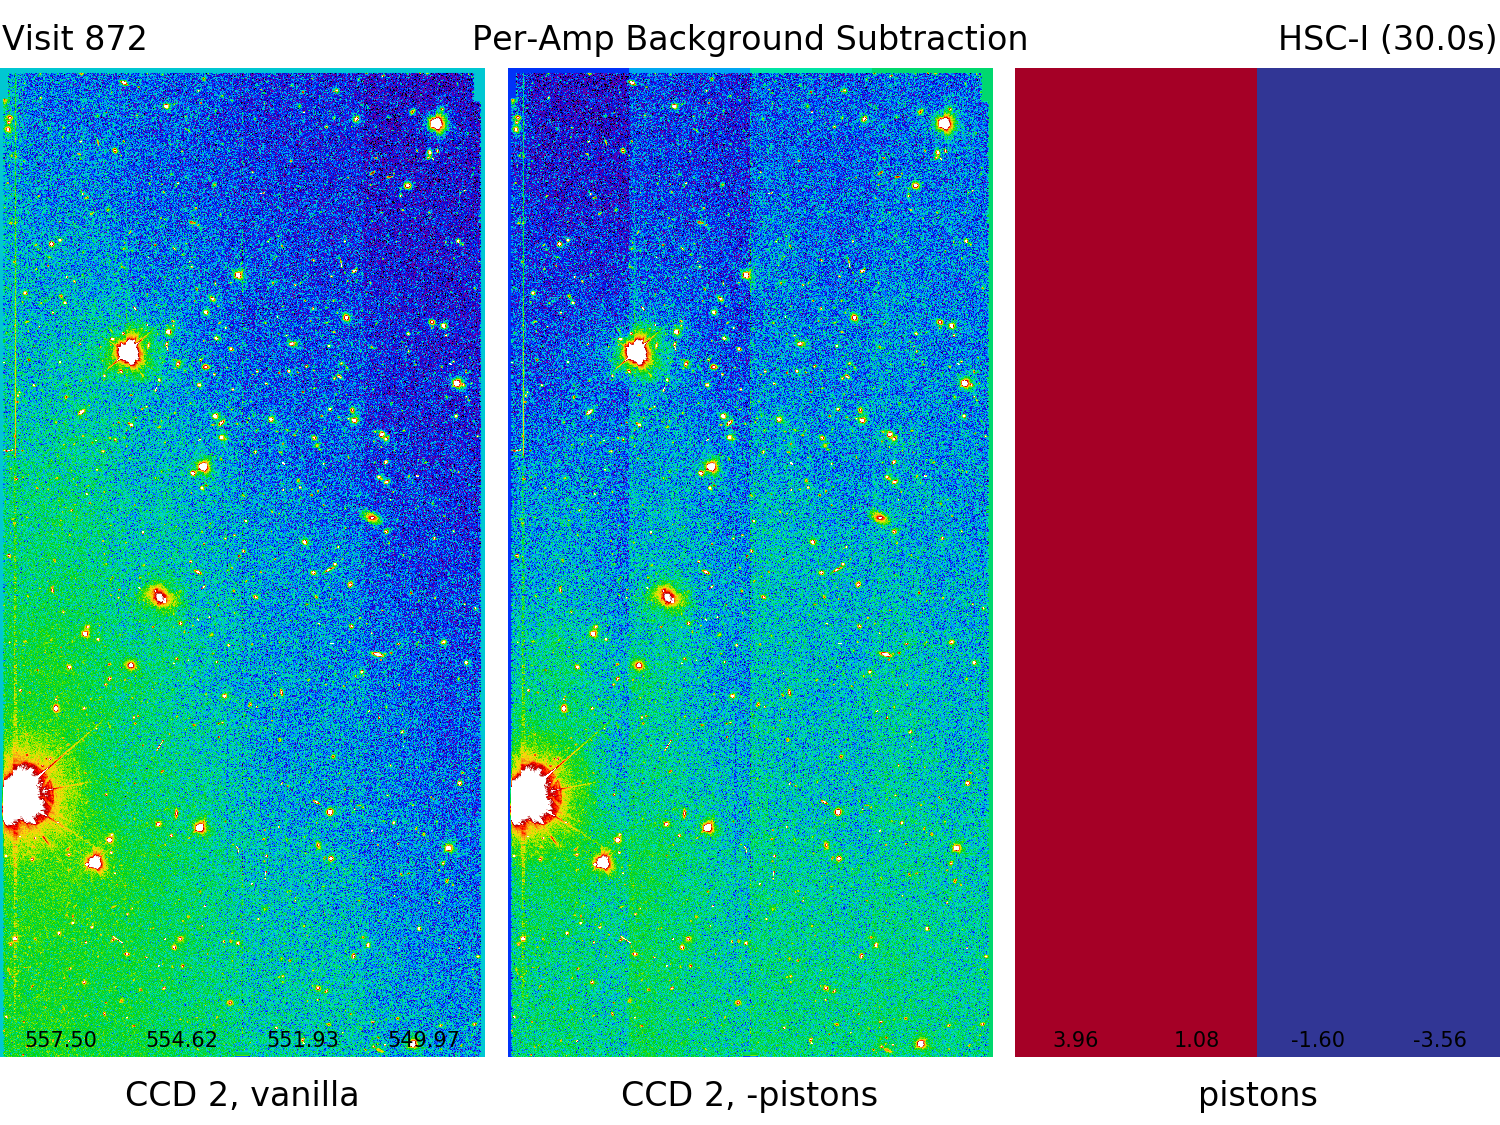 Visit 872 Per-Amp Background Subtraction HSC-I (30.0s)
557.50 554.62 551.93 549.97 3.96 1.08 -1.60 -3.56
CCD 2, vanilla CCD 2, -pistons pistons